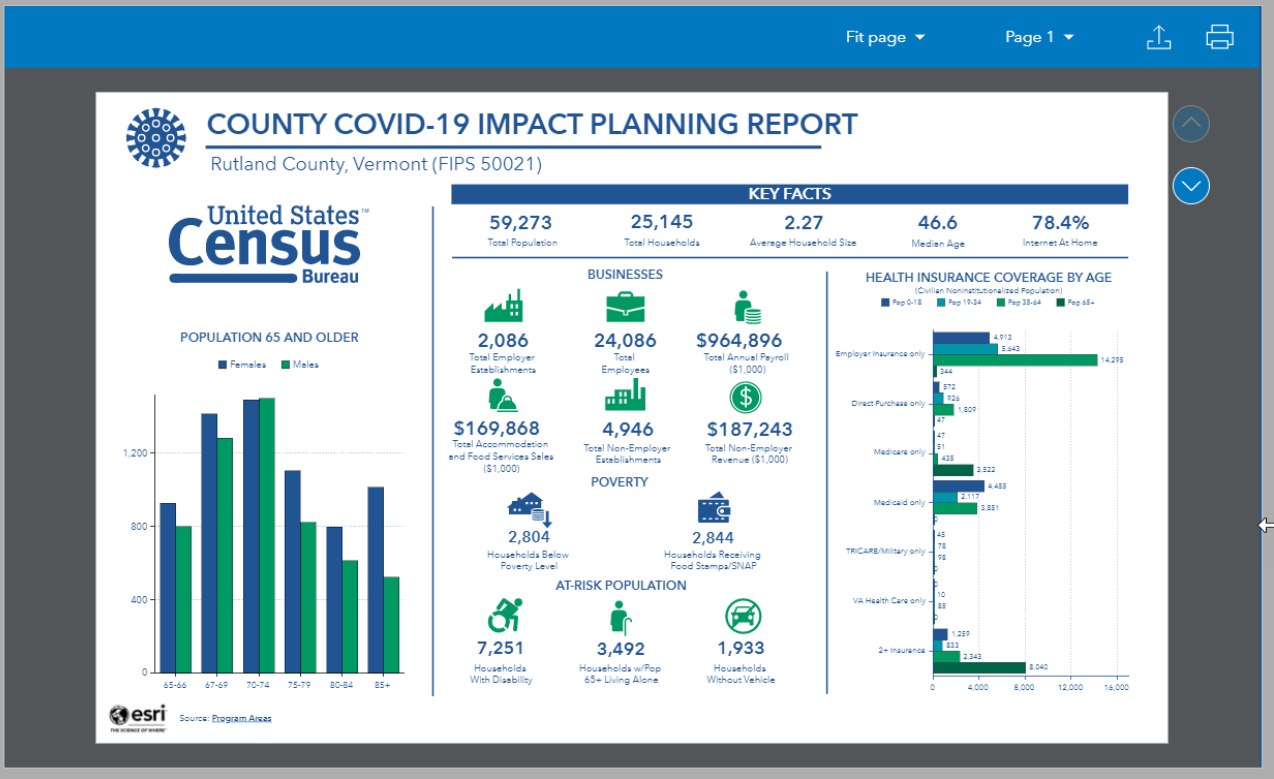 Fit page
Page 1
COUNTY COVID-19 IMPACT PLANNING REPORT
Rutland County, Vermont (FIPS 50021)
United States™
Census
Bureau
POPULATION 65 AND OLDER
Females Males
1,200
800
400
0
65-66 67-69 70-74 75-79 80-84 85+
esri
THE SCIENCE OF WHERE
Source: Program Areas
KEY FACTS
59,273 25,145 2.27 46.6 78.4%
Total Population Total Households Average Household Size Median Age Internet At Home
BUSINESSES
2,086 24,086 $964,896
Total Employer Total Total Annual Payroll
Establishments Employees ($1,000)
$169,868 4,946 $187,243
Total Accommodation Total Non-Employer Total Non-Employer
and Food Services Sales Establishments Revenue ($1,000)
($1,000)
POVERTY
2,804 2,844
Households Below Households Receiving
Poverty Level Food Stamps/SNAP
AT-RISK POPULATION
7,251 3,492 1,933
Households Households w/Pop Households
With Disability 65+ Living Alone Without Vehicle
HEALTH INSURANCE COVERAGE BY AGE
(Civilian Noninstitutionalized Population)
Pop 0-18 Pop 19-34 Pop 35-64 Pop 65+
4,913
5,643
Employer Insurance only
14,295
344
572
926
Direct Purchase only
1,809
47
47
51
Medicare only
435
3,522
4,455
2,117
Medicaid only
3,851
0
45
78
TRICARE/Military only
98
0
0
10
VA Health Care only
85
0
1,259
833
2+ Insurance
2,343
8,040
0 4,000 8,000 12,000 16,000